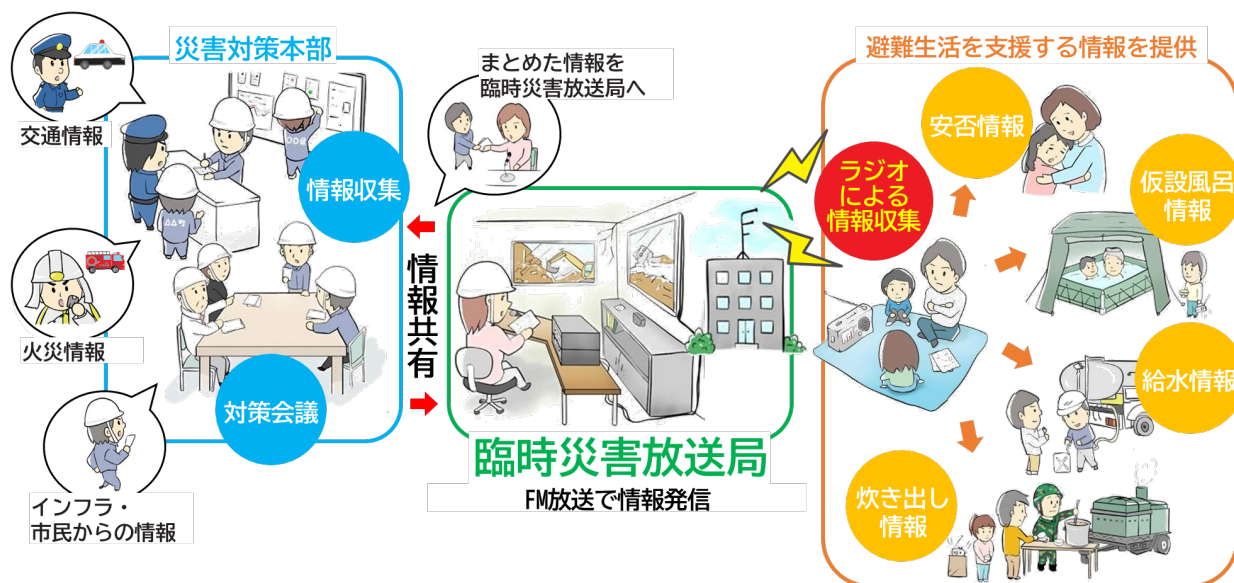 災害対策本部
交通情報
情報収集
火災情報
対策会議
インフラ・
市民からの情報
まとめた情報を
臨時災害放送局へ
情報共有
臨時災害放送局
FM放送で情報発信
避難生活を支援する情報を提供
ラジオ
による
情報収集
安否情報
仮設風呂
情報
給水情報
炊き出し
情報